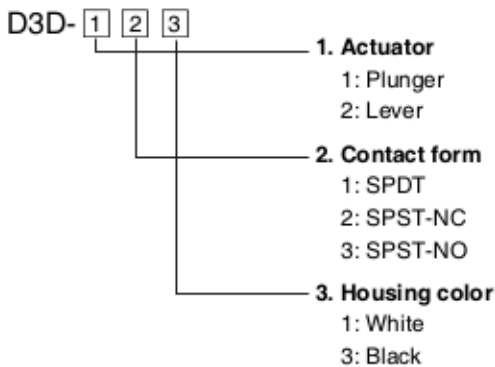 D3D- 1 2 3
1. Actuator
1: Plunger
2: Lever
2. Contact form
1: SPDT
2: SPST-NC
3: SPST-NO
3. Housing color
1: White
3: Black